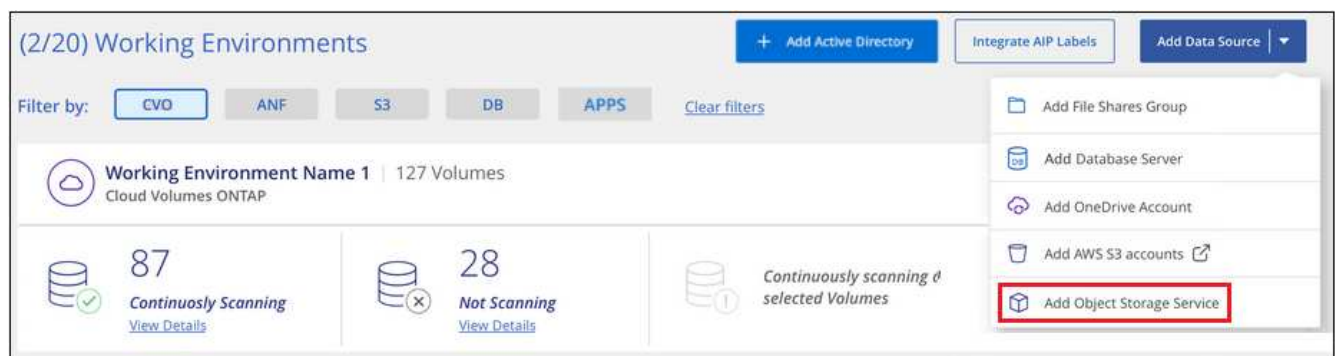 (2/20) Working Environments
+ Add Active Directory
Integrate AIP Labels
Add Data Source
Filter by: CVO ANF S3 DB APPS Clear filters
Add File Shares Group
DB Add Database Server
Add OneDrive Account
Add AWS S3 accounts
Add Object Storage Service
Working Environment Name 1 | 127 Volumes
Cloud Volumes ONTAP
87
Continuosly Scanning
View Details
28
Not Scanning
View Details
Continuously scanning
selected Volumes